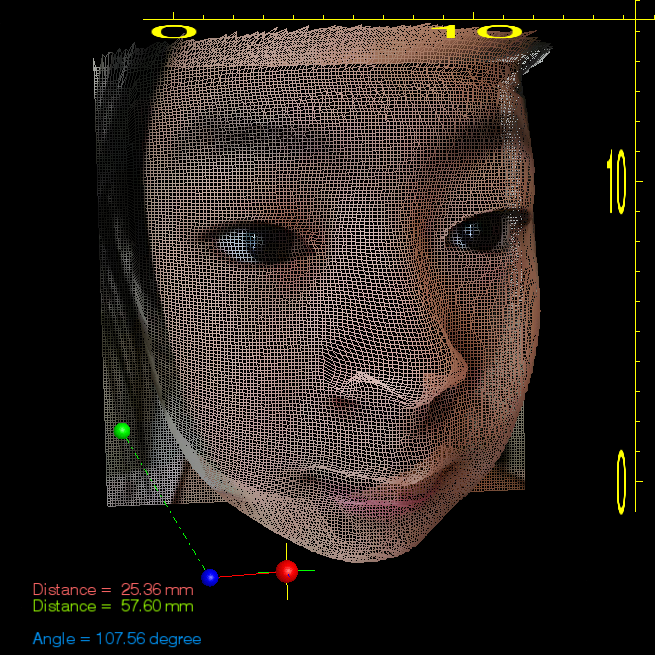 0 10
10
0
Distance = 25.36 mm
Distance = 57.60 mm
Angle = 107.56 degree